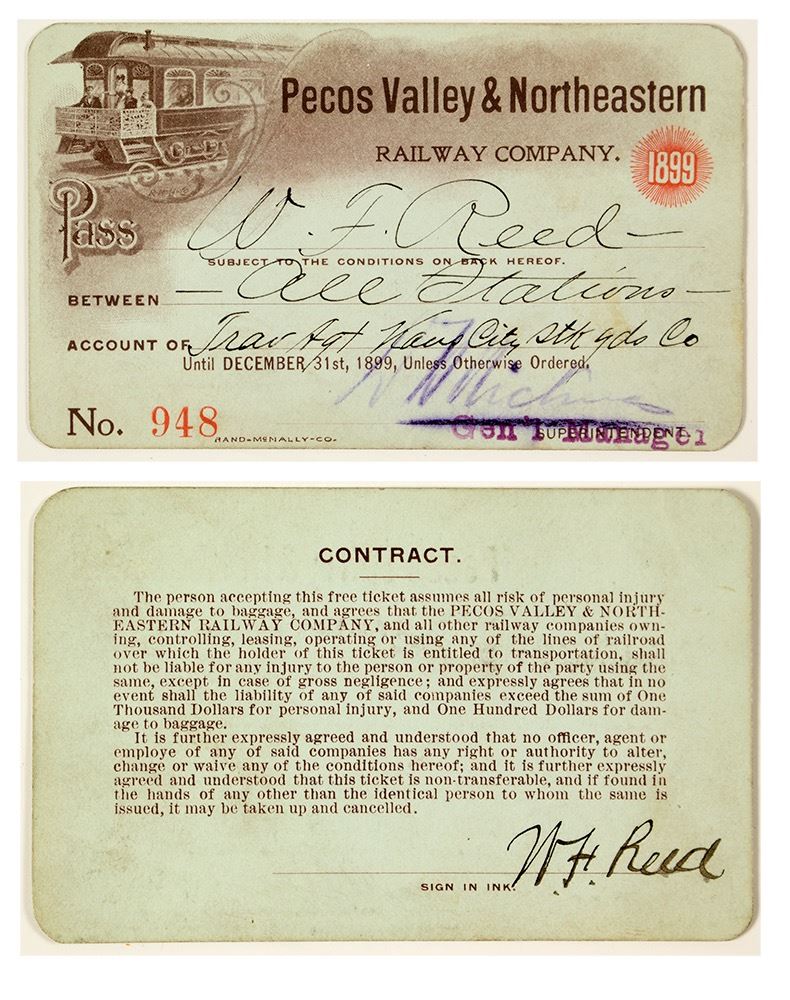 Pecos Valley & Northeastern
RAILWAY COMPANY.
1899
Pass W. F. Reed
SUBJECT TO THE CONDITIONS ON BACK HEREOF.
BETWEEN All Stations
ACCOUNT OF Trav Agt Kans City Stk Yds Co
Until DECEMBER 31st, 1899, Unless Otherwise Ordered.
No. 948
RAND-McNALLY-CO.
Gen'l Manager
SUPERINTENDENT.
CONTRACT.
The person accepting this free ticket assumes all risk of personal injury
and damage to baggage, and agrees that the PECOS VALLEY & NORTH-
EASTERN RAILWAY COMPANY, and all other railway companies own-
ing, controlling, leasing, operating or using any of the lines of railroad
over which the holder of this ticket is entitled to transportation, shall
not be liable for any injury to the person or property of the party using the
same, except in case of gross negligence; and expressly agrees that in no
event shall the liability of any of said companies exceed the sum of One
Thousand Dollars for personal injury, and One Hundred Dollars for dam-
age to baggage.
It is further expressly agreed and understood that no officer, agent or
employe of any of said companies has any right or authority to alter,
change or waive any of the conditions hereof; and it is further expressly
agreed and understood that this ticket is non-transferable, and if found in
the hands of any other than the identical person to whom the same is
issued, it may be taken up and cancelled.
W. F. Reed
SIGN IN INK.